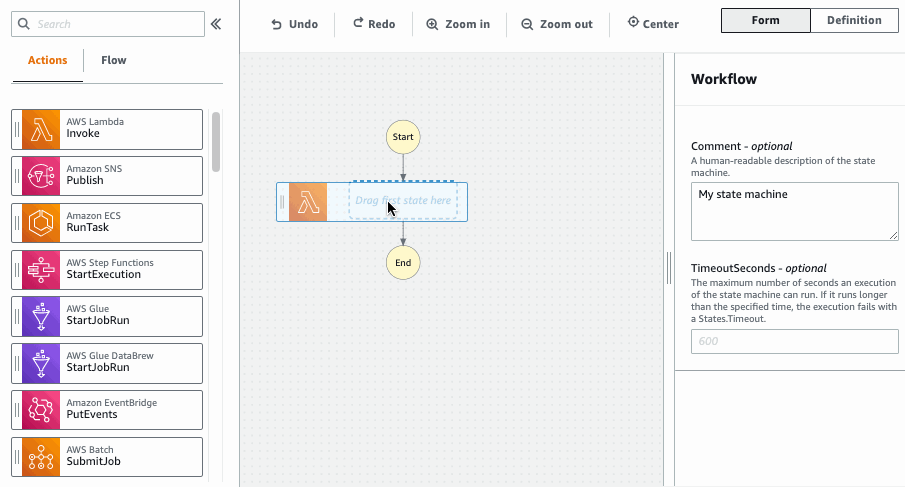 Search
Undo
Redo
Zoom in
Zoom out
Center
Form
Definition
Actions
Flow
AWS Lambda
Invoke
Amazon SNS
Publish
Amazon ECS
RunTask
AWS Step Functions
StartExecution
AWS Glue
StartJobRun
AWS Glue DataBrew
StartJobRun
Amazon EventBridge
PutEvents
AWS Batch
SubmitJob
Start
Drag first state here
End
Workflow
Comment - optional
A human-readable description of the state
machine.
My state machine
TimeoutSeconds - optional
The maximum number of seconds an execution
of the state machine can run. If it runs longer
than the specified time, the execution fails with
a States.Timeout.
600